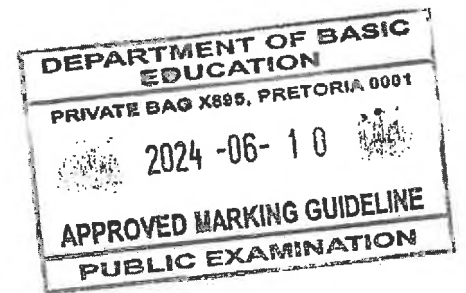 DEPARTMENT OF BASIC
EDUCATION
PRIVATE BAG X895, PRETORIA 0001
2024 -06- 10
APPROVED MARKING GUIDELINE
PUBLIC EXAMINATION